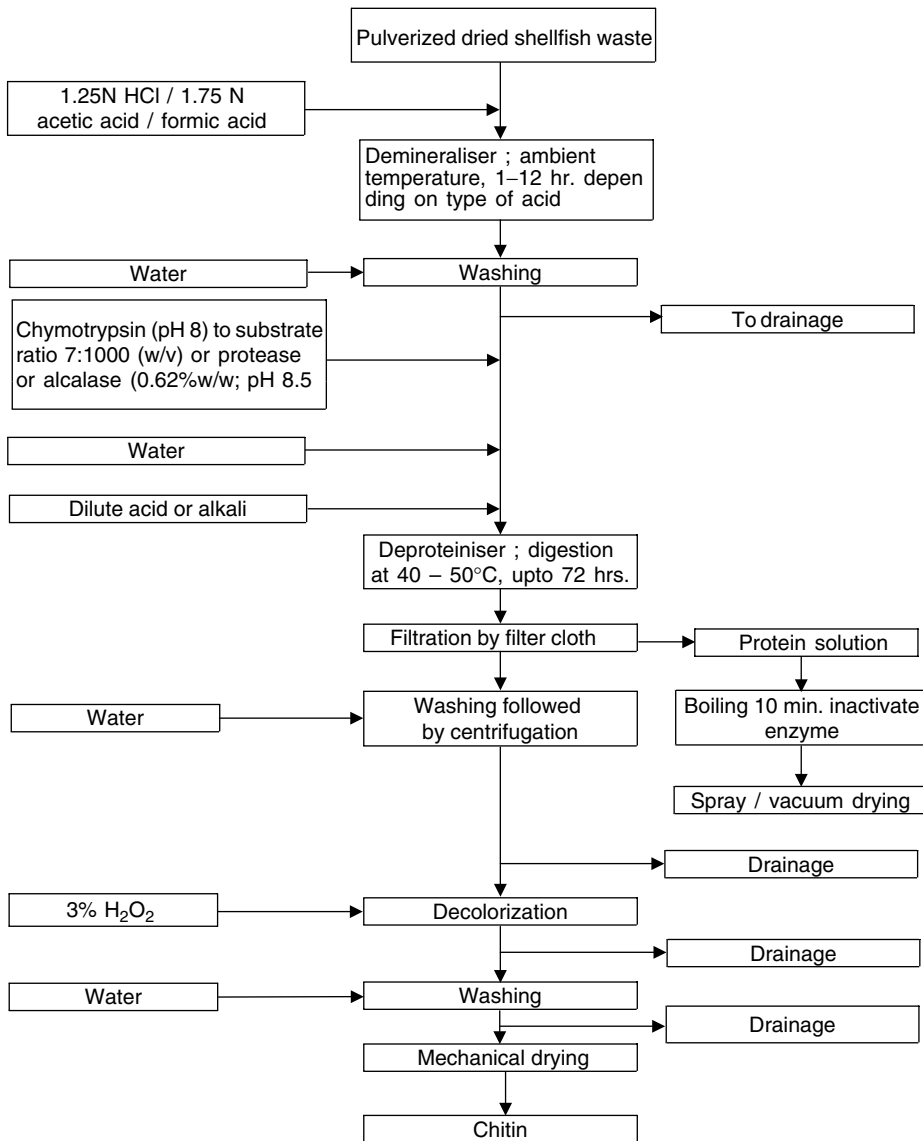 Pulverized dried shellfish waste
1.25N HCl / 1.75 N
acetic acid / formic acid
Demineraliser ; ambient
temperature, 1–12 hr. depen
ding on type of acid
Water
Washing
To drainage
Chymotrypsin (pH 8) to substrate
ratio 7:1000 (w/v) or protease
or alcalase (0.62%w/w; pH 8.5
Water
Dilute acid or alkali
Deproteiniser ; digestion
at 40 – 50°C, upto 72 hrs.
Filtration by filter cloth
Protein solution
Water
Washing followed
by centrifugation
Boiling 10 min. inactivate
enzyme
Spray / vacuum drying
Drainage
3% H₂O₂
Decolorization
Drainage
Water
Washing
Drainage
Mechanical drying
Chitin